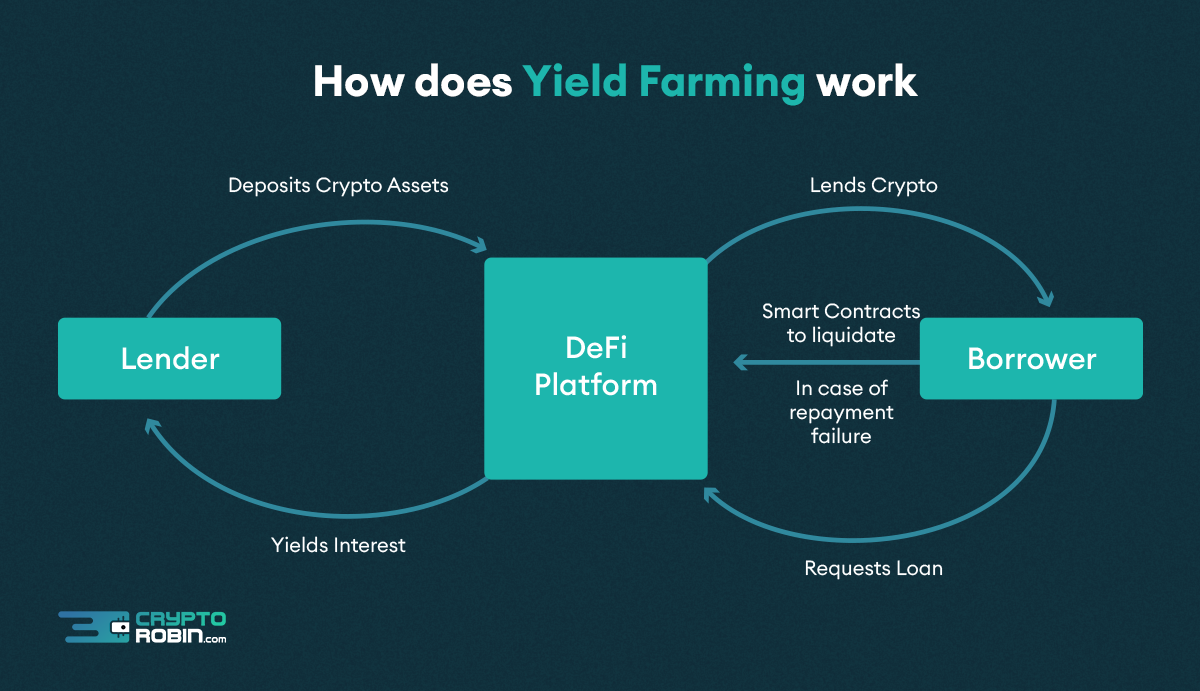 How does Yield Farming work
Deposits Crypto Assets
Lends Crypto
Lender
DeFi
Platform
Smart Contracts
to liquidate
In case of
repayment
failure
Borrower
Yields Interest
Requests Loan
CRYPTO
ROBIN.com